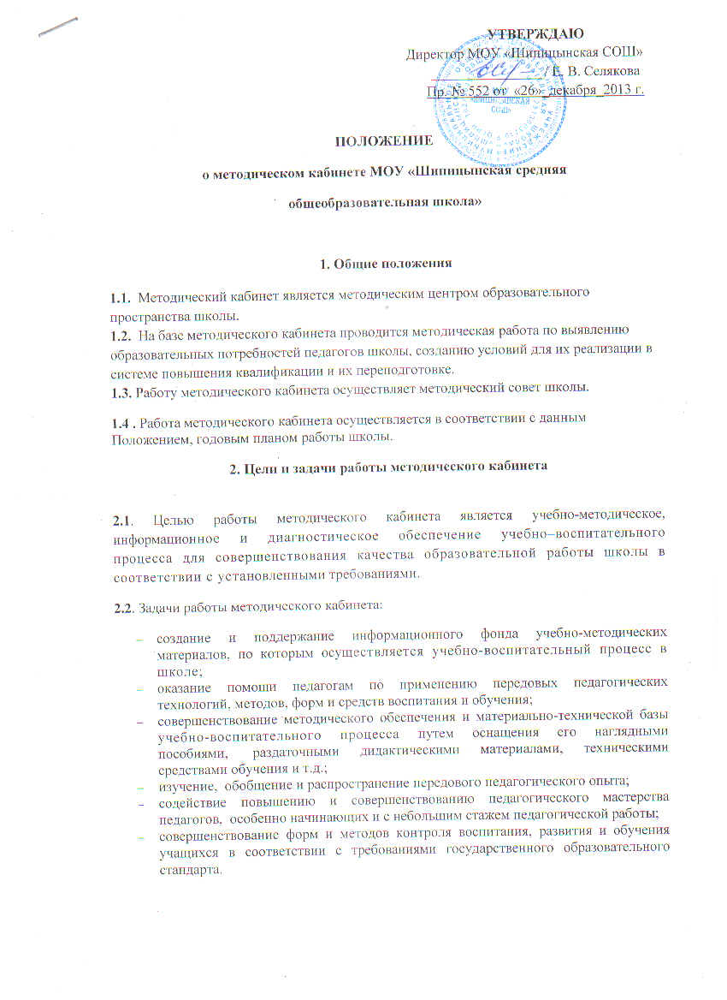 УТВЕРЖДАЮ
Директор МОУ «Шипицынская СОШ»
/ Е. В. Селякова
Пр. № 552 от «26»_декабря_2013 г.
ШИПИЦЫНСКАЯ
СОШ
ПОЛОЖЕНИЕ
о методическом кабинете МОУ «Шипицынская средняя
общеобразовательная школа»
1. Общие положения
1.1. Методический кабинет является методическим центром образовательного
пространства школы.
1.2. На базе методического кабинета проводится методическая работа по выявлению
образовательных потребностей педагогов школы, созданию условий для их реализации в
системе повышения квалификации и их переподготовке.
1.3. Работу методического кабинета осуществляет методический совет школы.
1.4 . Работа методического кабинета осуществляется в соответствии с данным
Положением, годовым планом работы школы.
2. Цели и задачи работы методического кабинета
2.1. Целью работы методического кабинета является учебно-методическое,
информационное и диагностическое обеспечение учебно–воспитательного
процесса для совершенствования качества образовательной работы школы в
соответствии с установленными требованиями.
2.2. Задачи работы методического кабинета:
– создание и поддержание информационного фонда учебно-методических
материалов, по которым осуществляется учебно-воспитательный процесс в
школе;
– оказание помощи педагогам по применению передовых педагогических
технологий, методов, форм и средств воспитания и обучения;
– совершенствование методического обеспечения и материально-технической базы
учебно-воспитательного процесса путем оснащения его наглядными
пособиями, раздаточными дидактическими материалами, техническими
средствами обучения и т.д.;
– изучение, обобщение и распространение передового педагогического опыта;
– содействие повышению и совершенствованию педагогического мастерства
педагогов, особенно начинающих и с небольшим стажем педагогической работы;
– совершенствование форм и методов контроля воспитания, развития и обучения
учащихся в соответствии с требованиями государственного образовательного
стандарта.